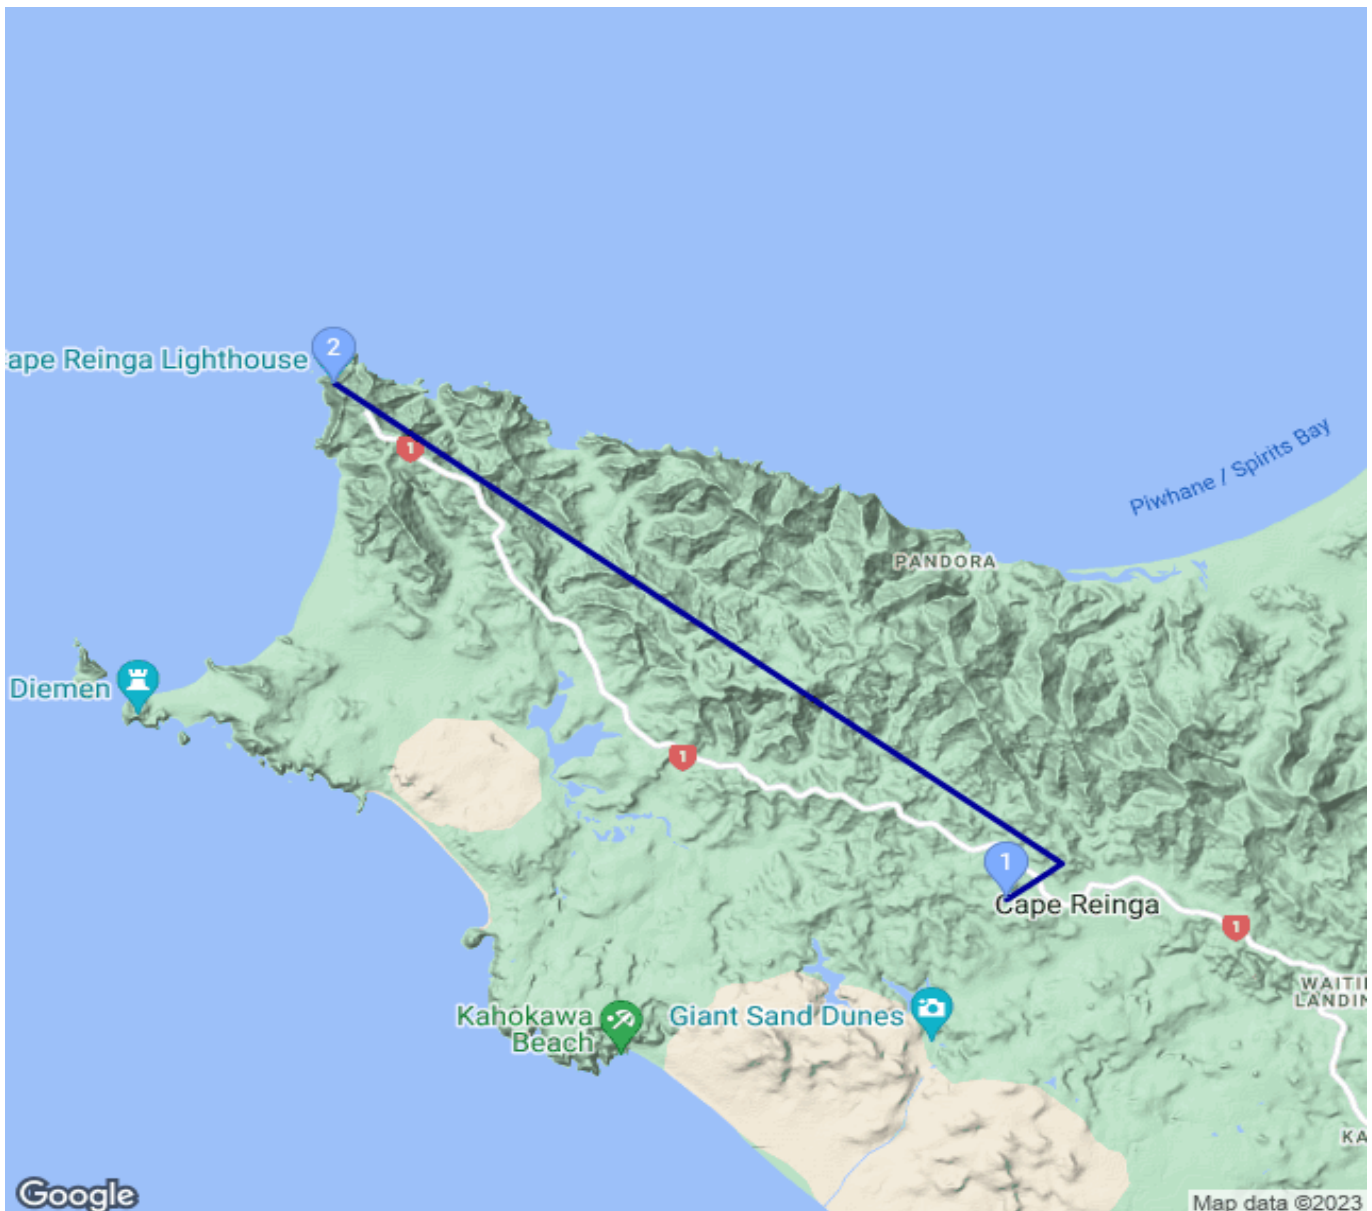 2
ape Reinga Lighthouse
1
Piwhane / Spirits Bay
PANDORA
Diemen
1
1
Cape Reinga
1
WAITI
LANDIN
Kahokawa
Beach
Giant Sand Dunes
KA
Google
Map data ©2023